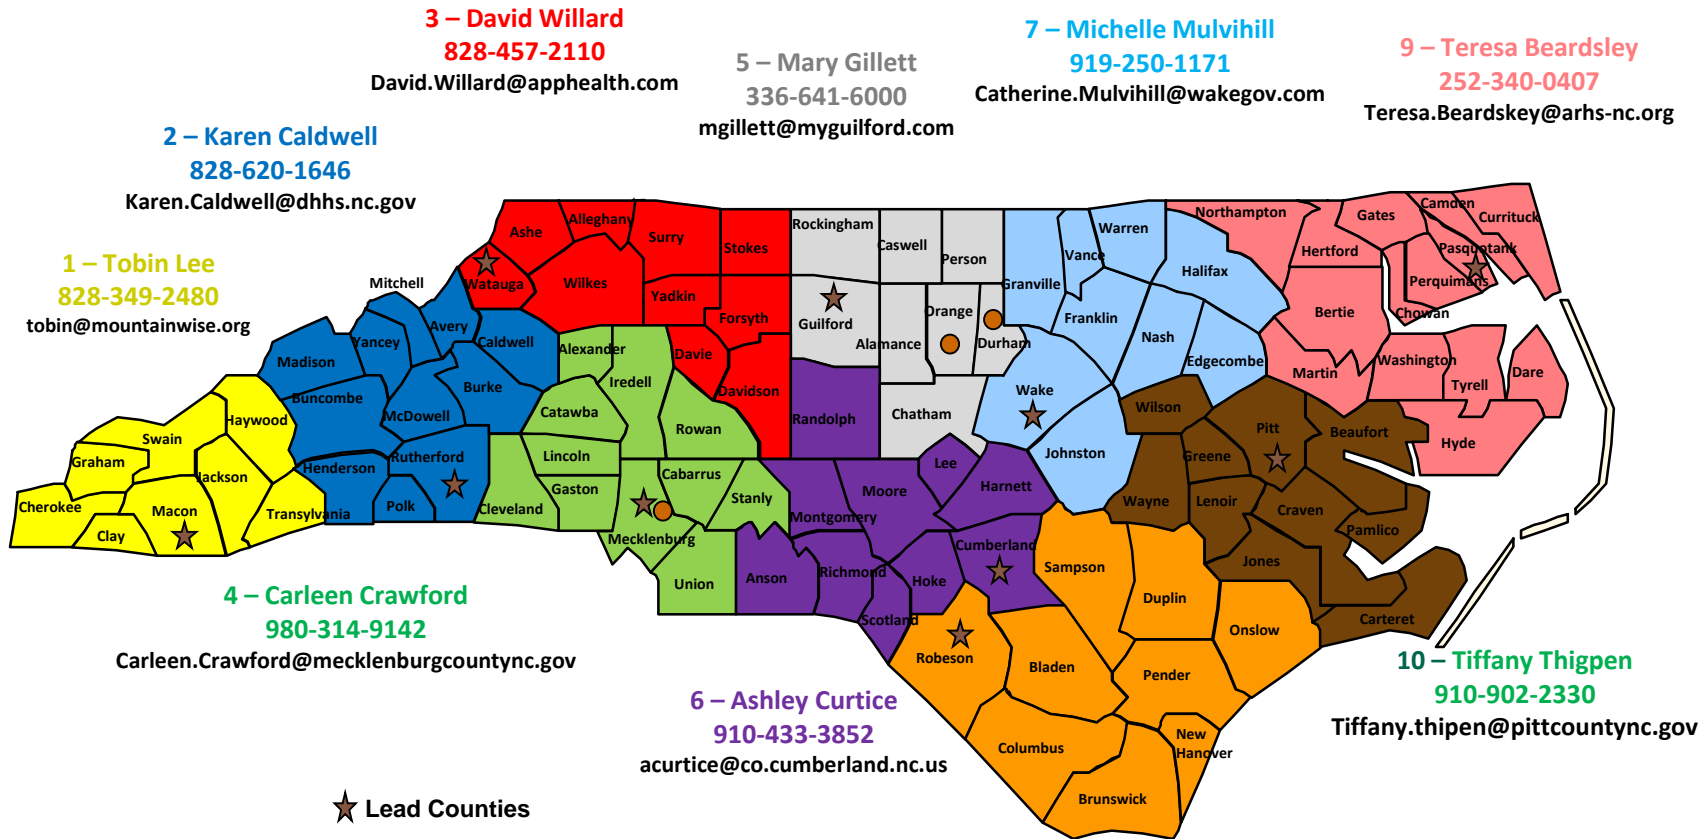 3 – David Willard
828-457-2110
David.Willard@apphealth.com
7 – Michelle Mulvihill
919-250-1171
Catherine.Mulvihill@wakegov.com
5 – Mary Gillett
336-641-6000
mgillett@myguilford.com
9 – Teresa Beardsley
252-340-0407
Teresa.Beardskey@arhs-nc.org
2 – Karen Caldwell
828-620-1646
Karen.Caldwell@dhhs.nc.gov
1 – Tobin Lee
828-349-2480
tobin@mountainwise.org
Ashe
Alleghany
Surry
Stokes
Rockingham
Caswell
Person
Granville
Vance
Warren
Northampton
Gates
Camden
Currituck
Hertford
Pasquotank
Perquimans
Chowan
Halifax
Mitchell
Watauga
Wilkes
Yadkin
Forsyth
Guilford
Alamance
Orange
Durham
Franklin
Nash
Edgecombe
Bertie
Martin
Washington
Tyrell
Dare
Madison
Yancey
Avery
Caldwell
Alexander
Iredell
Davie
Davidson
Randolph
Chatham
Wake
Wilson
Pitt
Beaufort
Hyde
Haywood
Buncombe
McDowell
Burke
Catawba
Rowan
Johnston
Greene
Swain
Graham
Jackson
Henderson
Rutherford
Lincoln
Cabarrus
Lee
Moore
Harnett
Wayne
Lenoir
Craven
Pamlico
Cherokee
Clay
Macon
Transylvania
Polk
Cleveland
Gaston
Stanly
Montgomery
Mecklenburg
Union
Anson
Richmond
Hoke
Cumberland
Scotland
Sampson
Duplin
Jones
Carteret
Onslow
Robeson
Bladen
Pender
Columbus
New
Hanover
Brunswick
4 – Carleen Crawford
980-314-9142
Carleen.Crawford@mecklenburgcountync.gov
6 – Ashley Curtice
910-433-3852
acurtice@co.cumberland.nc.us
10 – Tiffany Thigpen
910-902-2330
Tiffany.thipen@pittcountync.gov
Lead Counties